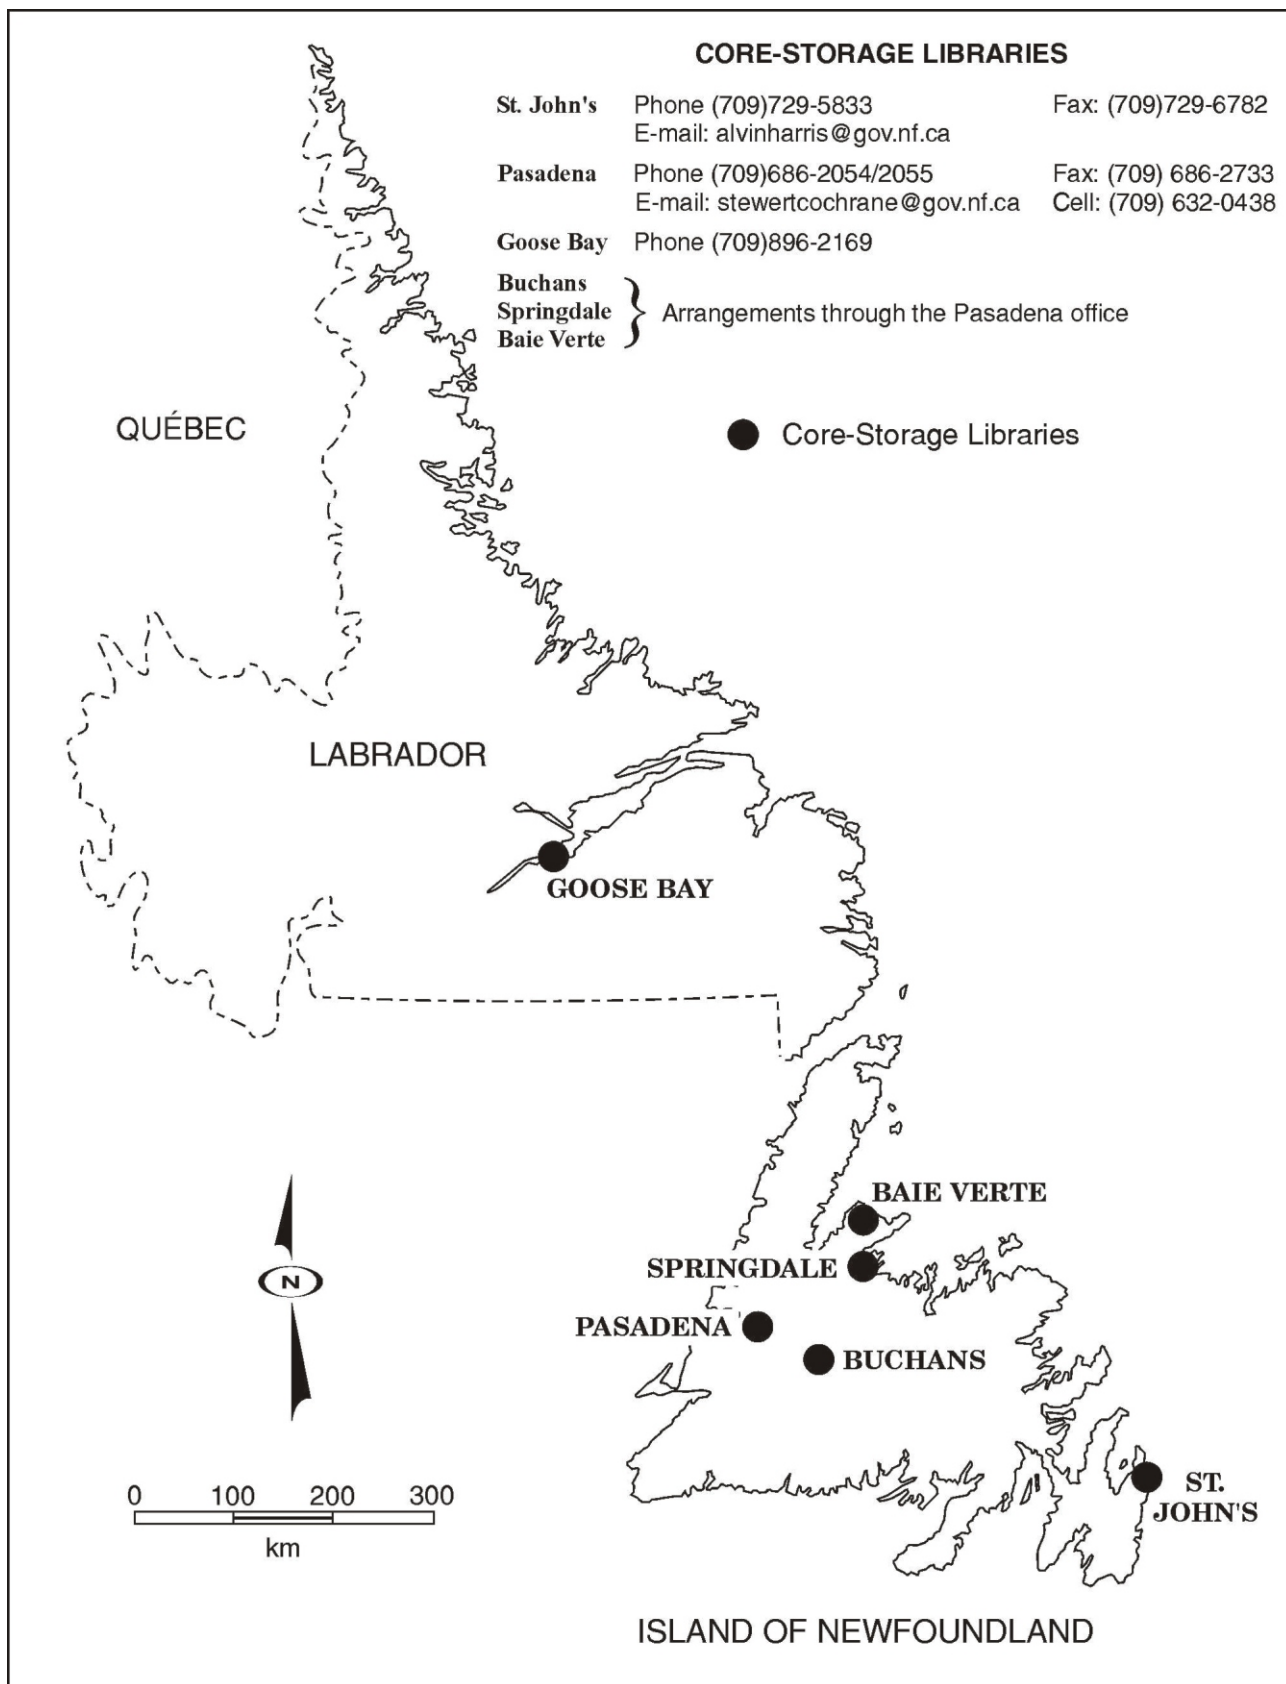 CORE-STORAGE LIBRARIES
St. John's Phone (709)729-5833 Fax: (709)729-6782
E-mail: alvinharris@gov.nf.ca
Pasadena Phone (709)686-2054/2055 Fax: (709) 686-2733
E-mail: stewertcochrane@gov.nf.ca Cell: (709) 632-0438
Goose Bay Phone (709)896-2169
Buchans
Springdale } Arrangements through the Pasadena office
Baie Verte
QUÉBEC
Core-Storage Libraries
LABRADOR
GOOSE BAY
BAIE VERTE
SPRINGDALE
PASADENA
BUCHANS
N
ST.
JOHN'S
0 100 200 300
km
ISLAND OF NEWFOUNDLAND